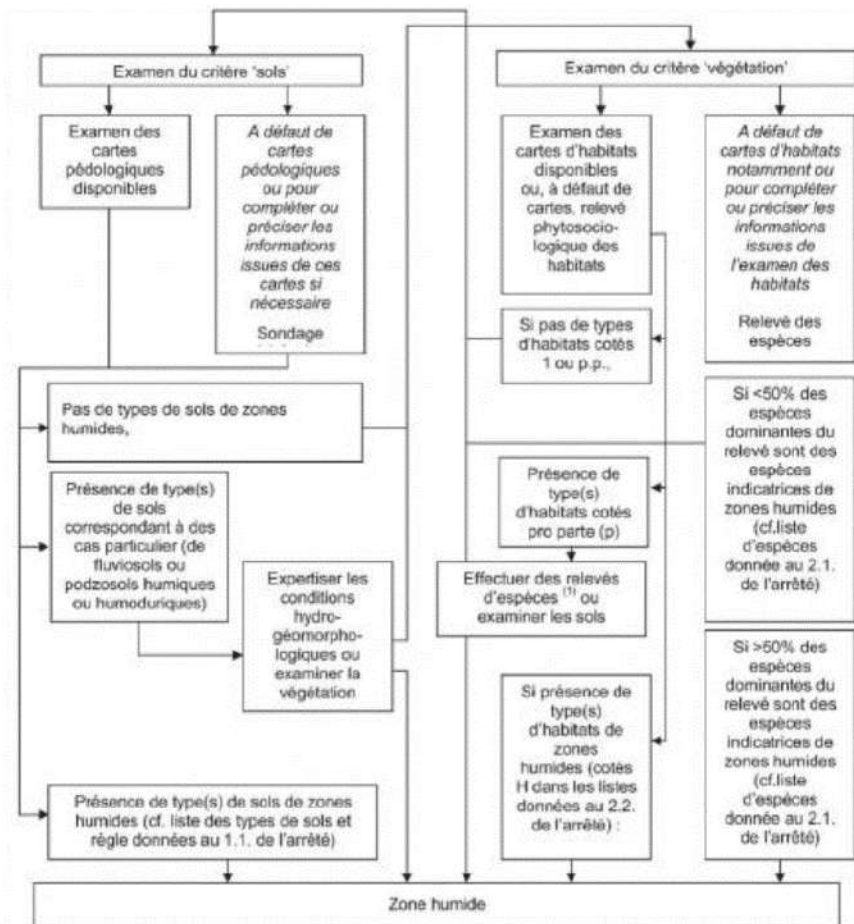 Examen du critère 'sols'
Examen des
cartes
pédologiques
disponibles
A défaut de
cartes
pédologiques
ou pour
compléter ou
préciser les
informations
issues de ces
cartes si
nécessaire
Sondage
Pas de types de sols de zones
humides,
Présence de type(s)
de sols
correspondant à des
cas particulier (de
fluviosols ou
podzosols humiques
ou humoduriques)
Expertiser les
conditions
hydro-
géomorpho-
logiques ou
examiner la
végétation
Présence de type(s) de sols de zones
humides (cf. liste des types de sols et
règle données au 1.1. de l'arrêté)
Examen du critère 'végétation'
Examen des
cartes d'habitats
disponibles
ou, à défaut de
cartes, relevé
phytosocio-
logique des
habitats
A défaut de
cartes d'habitats
notamment ou
pour compléter
ou préciser les
informations
issues de
l'examen des
habitats
Relevé des
espèces
Si pas de types
d'habitats cotés
1 ou p.p.,
Présence de
type(s)
d'habitats cotés
pro parte (p)
Effectuer des relevés
d'espèces (1) ou
examiner les sols
Si présence de
type(s)
d'habitats de
zones
humides (cotés
H dans les listes
données au 2.2.
de l'arrêté) :
Si <50% des
espèces
dominantes du
relevé sont des
espèces
indicatrices de
zones humides
(cf.liste
d'espèces
donnée au 2.1.
de l'arrêté)
Si >50% des
espèces
dominantes du
relevé sont des
espèces
indicatrices de
zones humides
(cf.liste
d'espèces
donnée au 2.1.
de l'arrêté)
Zone humide